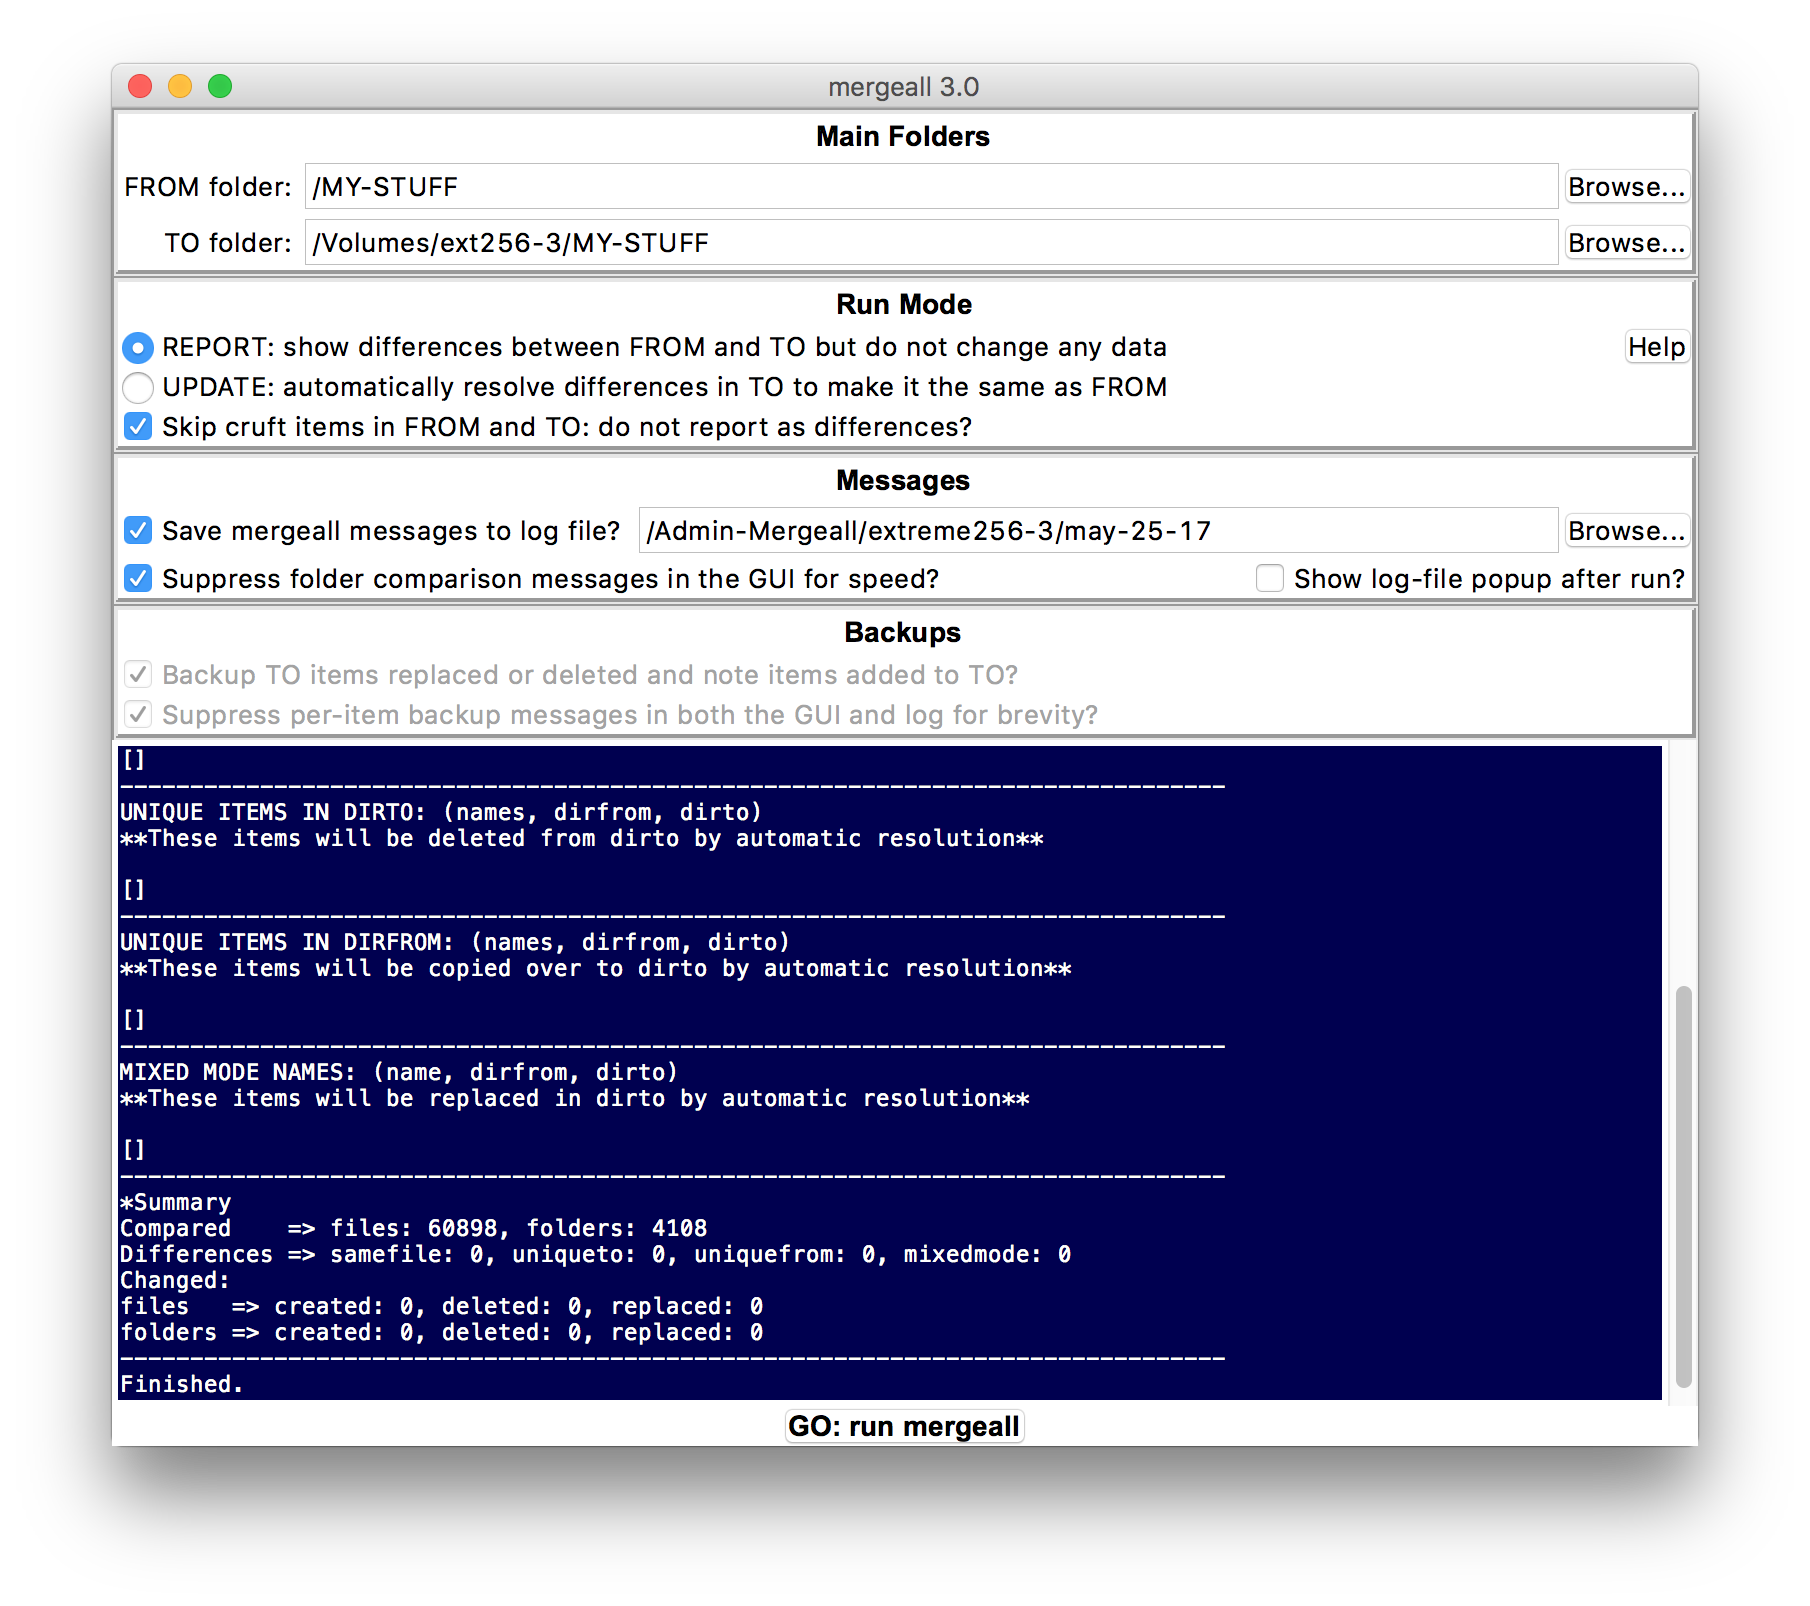 mergeall 3.0
Main Folders
FROM folder: /MY-STUFF Browse...
TO folder: /Volumes/ext256-3/MY-STUFF Browse...
Run Mode
REPORT: show differences between FROM and TO but do not change any data Help
UPDATE: automatically resolve differences in TO to make it the same as FROM
Skip cruft items in FROM and TO: do not report as differences?
Messages
Save mergeall messages to log file? /Admin-Mergeall/extreme256-3/may-25-17 Browse...
Suppress folder comparison messages in the GUI for speed? Show log-file popup after run?
Backups
Backup TO items replaced or deleted and note items added to TO?
Suppress per-item backup messages in both the GUI and log for brevity?
[]
-------------------------------------------------------------------------------
UNIQUE ITEMS IN DIRTO: (names, dirfrom, dirto)
**These items will be deleted from dirto by automatic resolution**
[]
-------------------------------------------------------------------------------
UNIQUE ITEMS IN DIRFROM: (names, dirfrom, dirto)
**These items will be copied over to dirto by automatic resolution**
[]
-------------------------------------------------------------------------------
MIXED MODE NAMES: (name, dirfrom, dirto)
**These items will be replaced in dirto by automatic resolution**
[]
-------------------------------------------------------------------------------
*Summary
Compared    => files: 60898, folders: 4108
Differences => samefile: 0, uniqueto: 0, uniquefrom: 0, mixedmode: 0
Changed:
files   => created: 0, deleted: 0, replaced: 0
folders => created: 0, deleted: 0, replaced: 0
-------------------------------------------------------------------------------
Finished.
GO: run mergeall